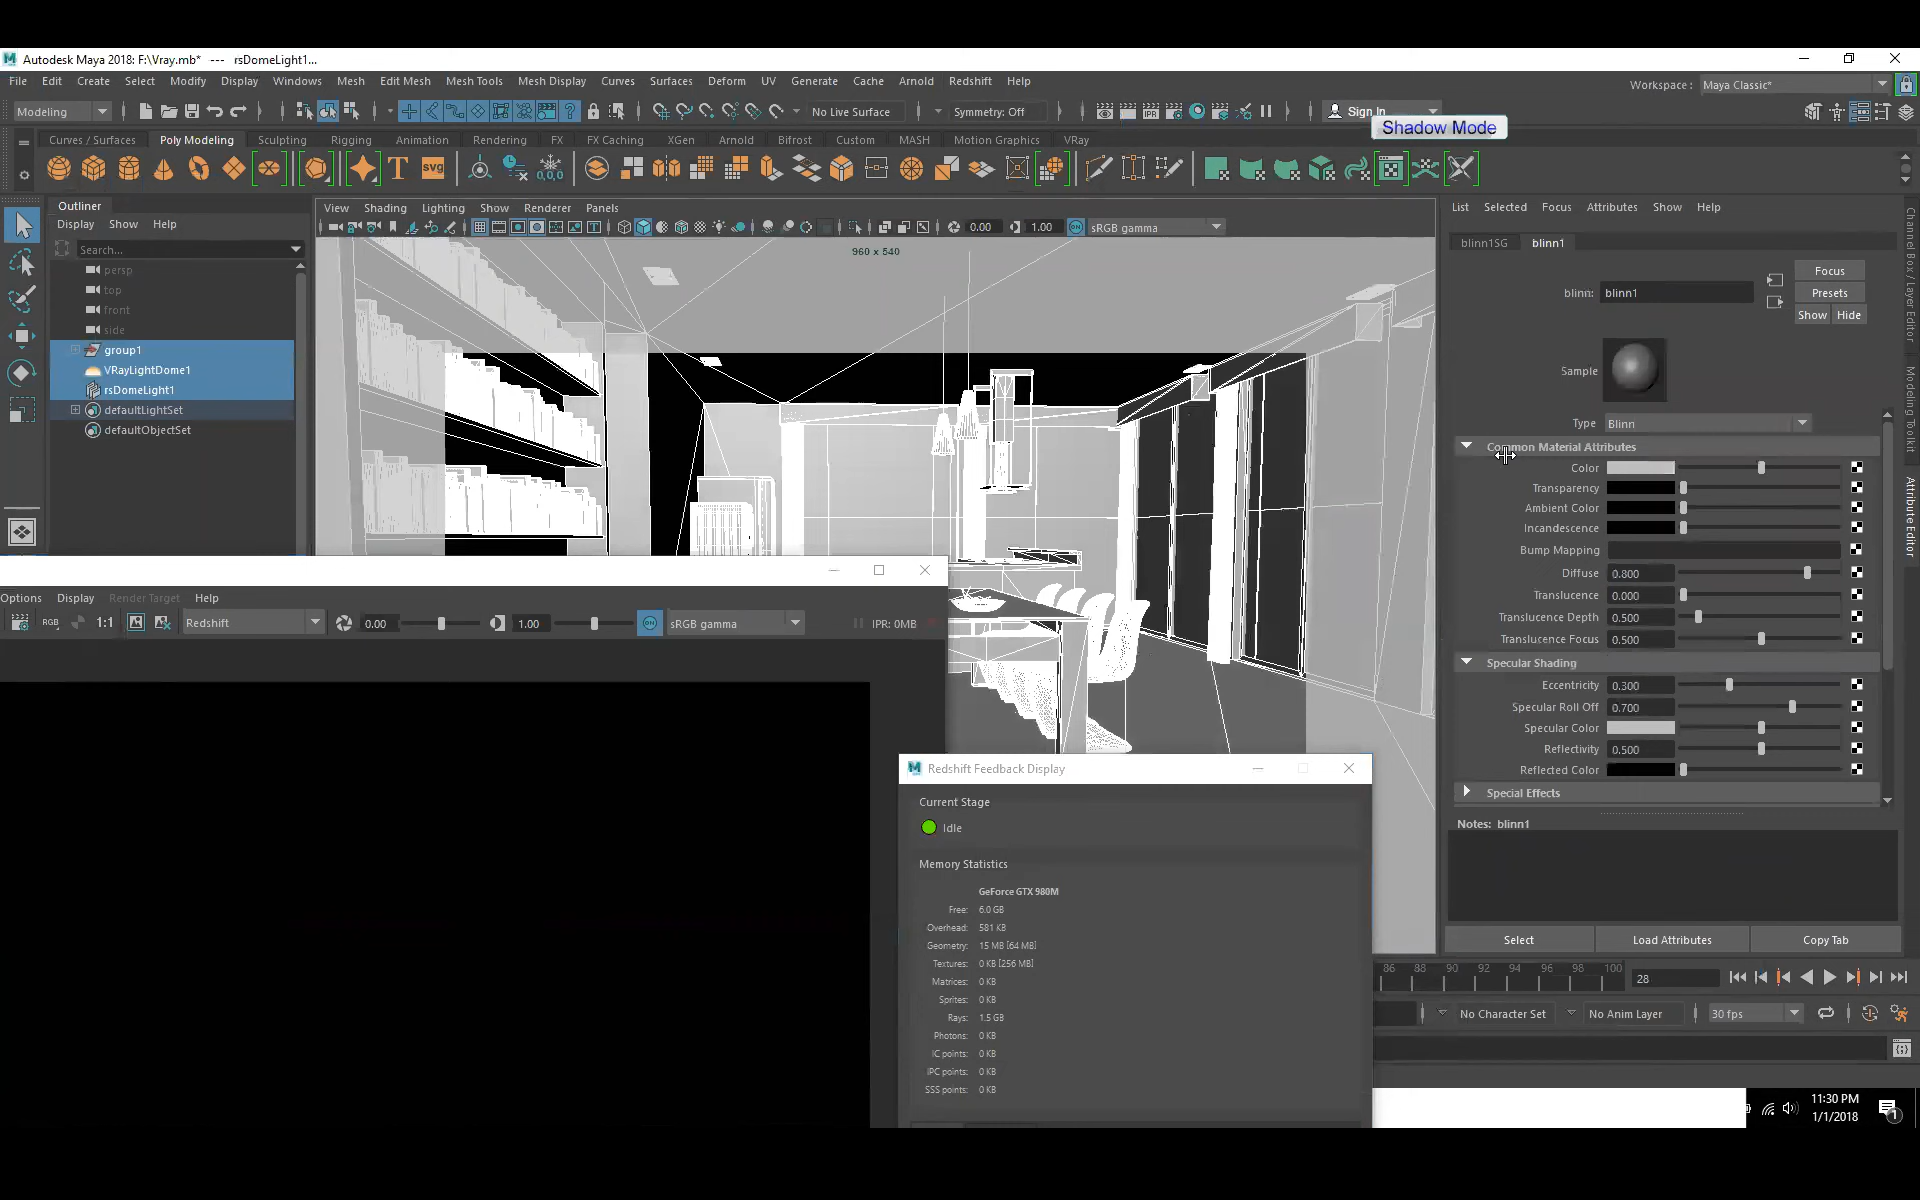 Autodesk Maya 2018: F:\Vray.mb* --- rsDomeLight1...
File Edit Create Select Modify Display Windows Mesh Edit Mesh Mesh Tools Mesh Display Curves Surfaces Deform UV Generate Cache Arnold Redshift Help
Workspace : Maya Classic*
Modeling No Live Surface Symmetry: Off Sign In
Shadow Mode
Curves / Surfaces Poly Modeling Sculpting Rigging Animation Rendering FX FX Caching XGen Arnold Bifrost Custom MASH Motion Graphics VRay
T SVG 0,0,0
Outliner
Display Show Help
Search...
persp
top
front
side
group1
VRayLightDome1
rsDomeLight1
defaultLightSet
defaultObjectSet
View Shading Lighting Show Renderer Panels
0.00 1.00 sRGB gamma
960 x 540
Options Display Render Target Help
RGB 1:1 Redshift 0.00 1.00 sRGB gamma IPR: 0MB
Redshift Feedback Display
Current Stage
Idle
Memory Statistics
GeForce GTX 980M
Free: 6.0 GB
Overhead: 581 KB
Geometry: 15 MB [64 MB]
Textures: 0 KB [256 MB]
Matrices: 0 KB
Sprites: 0 KB
Rays: 1.5 GB
Photons: 0 KB
IC points: 0 KB
iPC points: 0 KB
SSS points: 0 KB
List Selected Focus Attributes Show Help
blinn1SG blinn1
blinn: blinn1
Focus
Presets
Show Hide
Sample
Type Blinn
Common Material Attributes
Color
Transparency
Ambient Color
Incandescence
Bump Mapping
Diffuse 0.800
Translucence 0.000
Translucence Depth 0.500
Translucence Focus 0.500
Specular Shading
Eccentricity 0.300
Specular Roll Off 0.700
Specular Color
Reflectivity 0.500
Reflected Color
Special Effects
Notes: blinn1
Select Load Attributes Copy Tab
Channel Box / Layer Editor
Modeling Toolkit
Attribute Editor
86 88 90 92 94 96 98 100 28
No Character Set No Anim Layer 30 fps
11:30 PM
1/1/2018
1